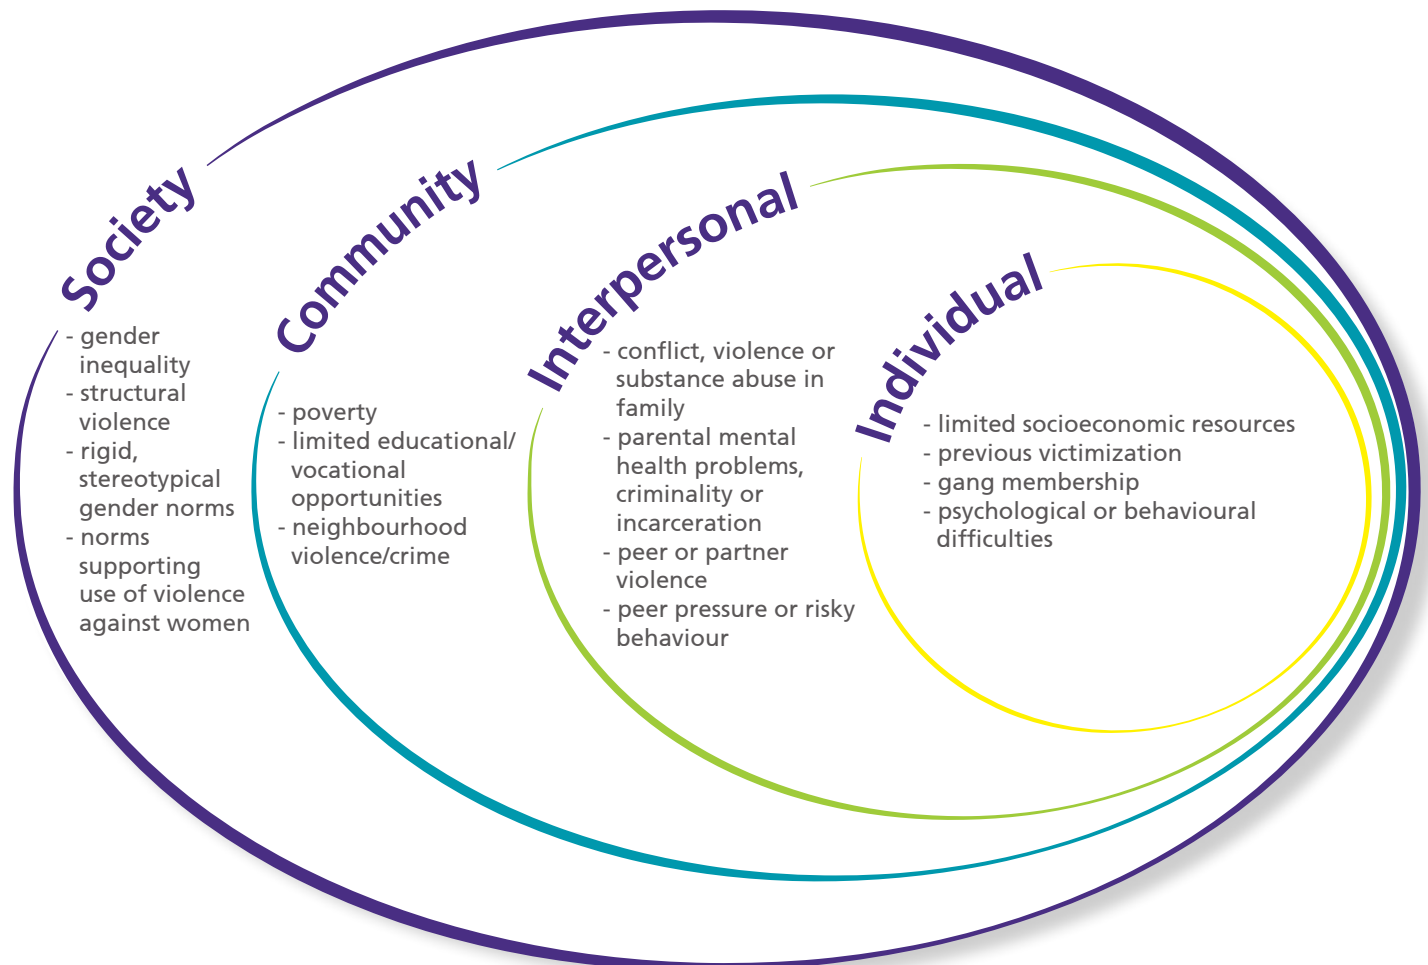 Society
- gender
inequality
- structural
violence
- rigid,
stereotypical
gender norms
- norms
supporting
use of violence
against women
Community
- poverty
- limited educational/
vocational
opportunities
- neighbourhood
violence/crime
Interpersonal
- conflict, violence or
substance abuse in
family
- parental mental
health problems,
criminality or
incarceration
- peer or partner
violence
- peer pressure or risky
behaviour
Individual
- limited socioeconomic resources
- previous victimization
- gang membership
- psychological or behavioural
difficulties